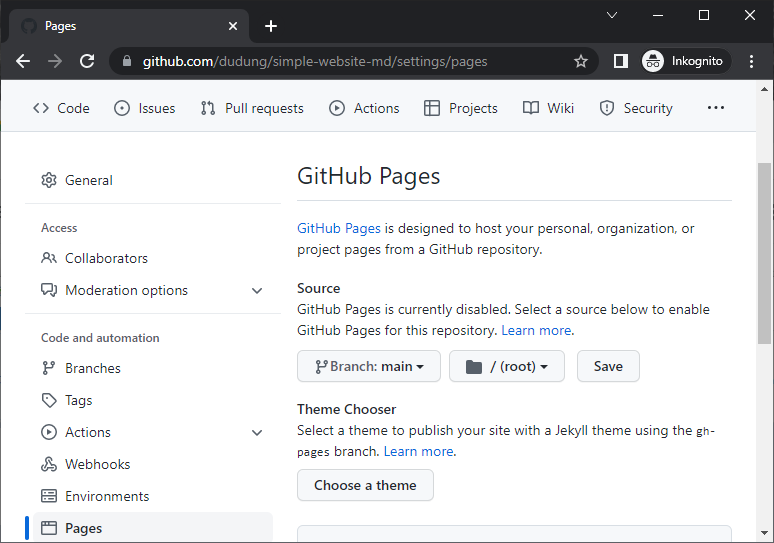 Pages
github.com/dudung/simple-website-md/settings/pages
Inkognito
Code
Issues
Pull requests
Actions
Projects
Wiki
Security
General
Access
Collaborators
Moderation options
Code and automation
Branches
Tags
Actions
Webhooks
Environments
Pages
GitHub Pages
GitHub Pages is designed to host your personal, organization, or
project pages from a GitHub repository.
Source
GitHub Pages is currently disabled. Select a source below to enable
GitHub Pages for this repository. Learn more.
Branch: main
/ (root)
Save
Theme Chooser
Select a theme to publish your site with a Jekyll theme using the gh-
pages branch. Learn more.
Choose a theme